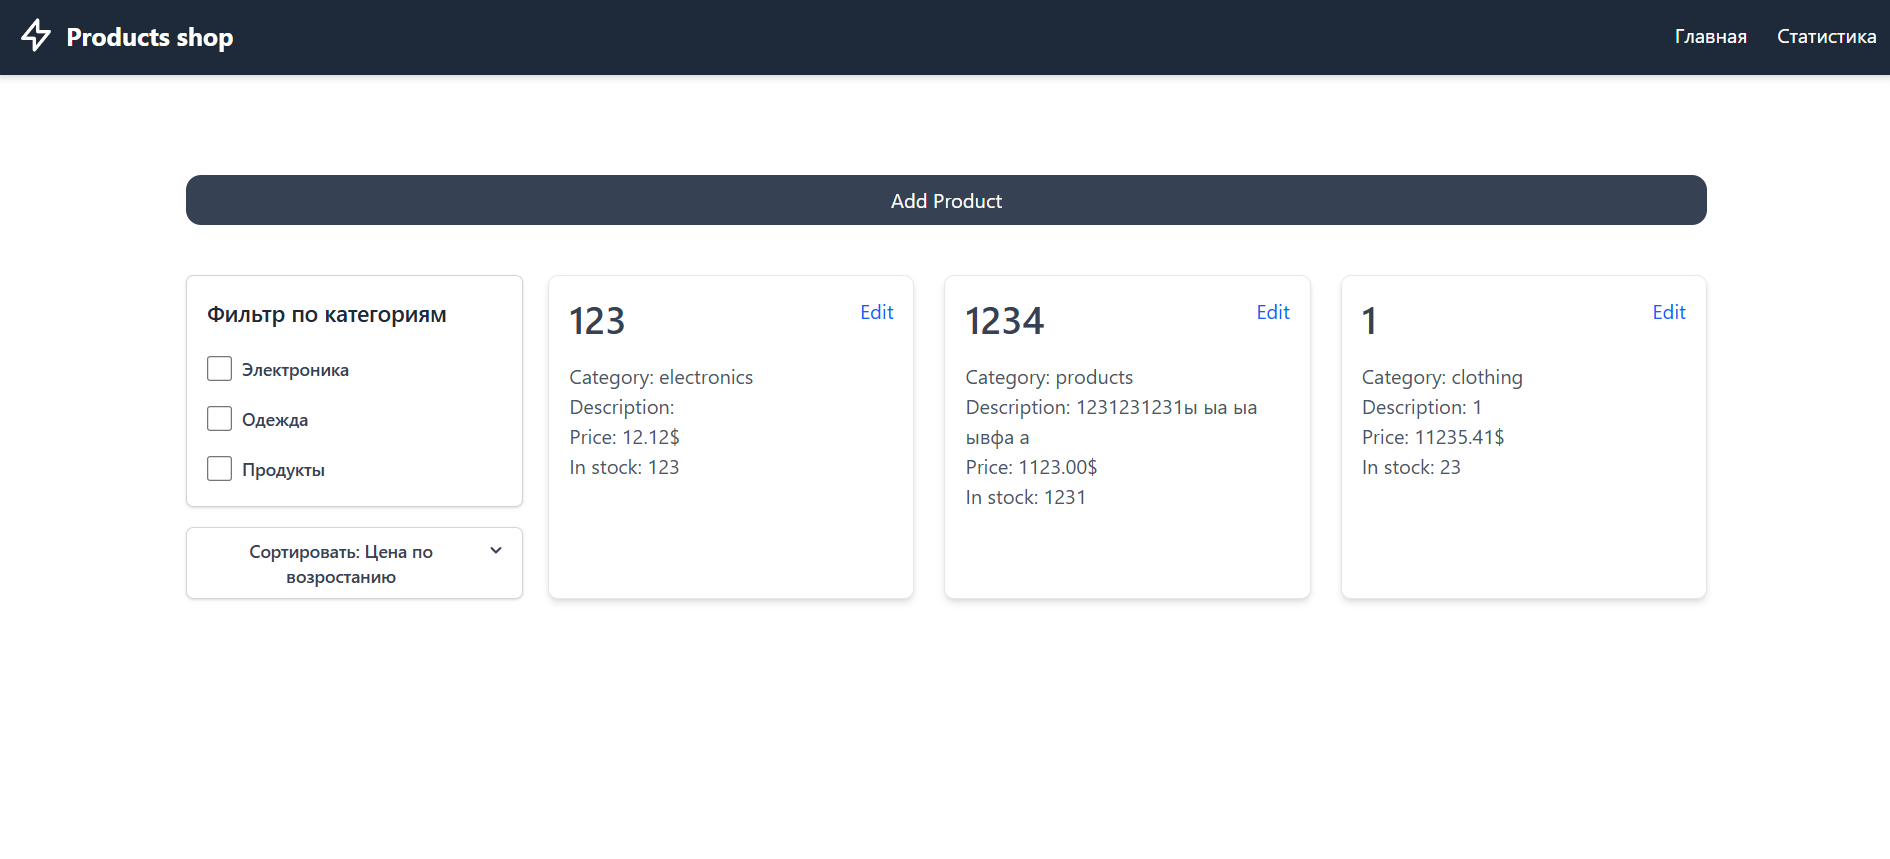 Products shop
Главная
Статистика
Add Product
Фильтр по категориям
Электроника
Одежда
Продукты
Сортировать: Цена по
возростанию
123
Edit
Category: electronics
Description:
Price: 12.12$
In stock: 123
1234
Edit
Category: products
Description: 1231231231ы ыа ыа
ывфа а
Price: 1123.00$
In stock: 1231
1
Edit
Category: clothing
Description: 1
Price: 11235.41$
In stock: 23